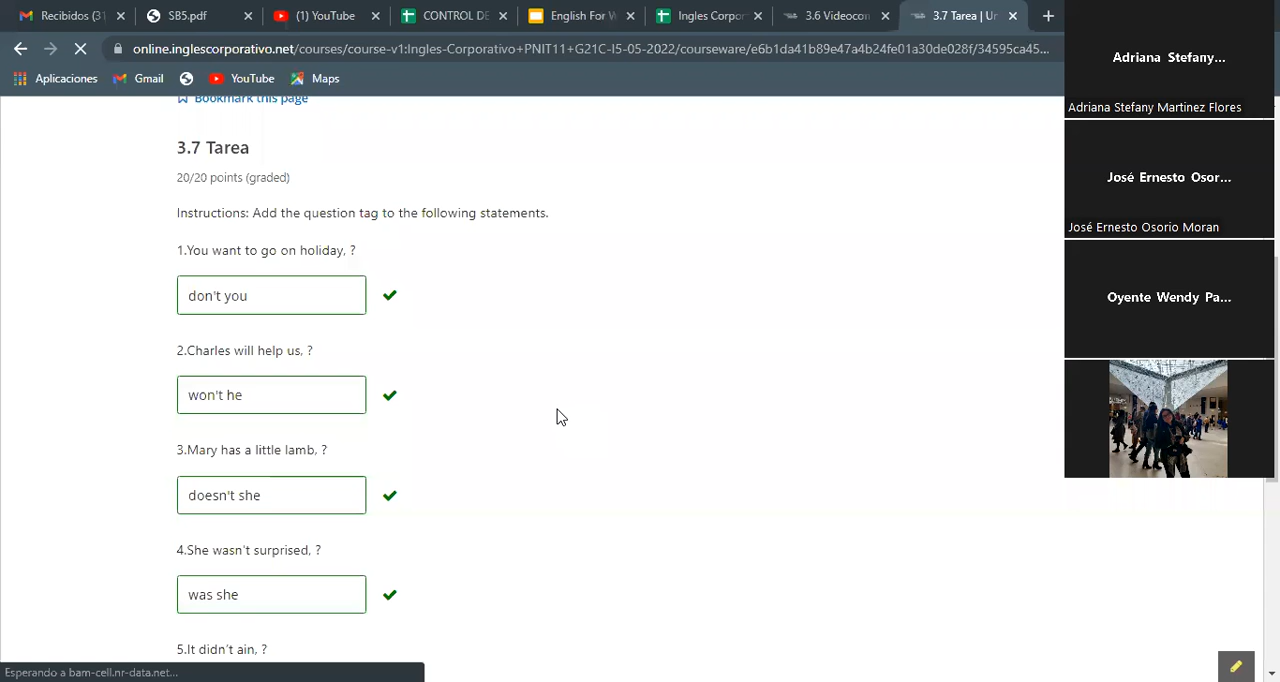 Recibidos (31
SB5.pdf
(1) YouTube
CONTROL DE
English For W
Ingles Corpor
3.6 Videocon
3.7 Tarea | Un
online.inglescorporativo.net/courses/course-v1:Ingles-Corporativo+PNIT11+G21C-I5-05-2022/courseware/e6b1da41b89e47a4b24fe01a30de028f/34595ca45...
Aplicaciones
Gmail
YouTube
Maps
Bookmark this page
3.7 Tarea
20/20 points (graded)
Instructions: Add the question tag to the following statements.
1.You want to go on holiday, ?
don't you
2.Charles will help us, ?
won't he
3.Mary has a little lamb, ?
doesn't she
4.She wasn't surprised, ?
was she
5.It didn't ain, ?
Esperando a bam-cell.nr-data.net...
Adriana Stefany...
Adriana Stefany Martinez Flores
José Ernesto Osor...
José Ernesto Osorio Moran
Oyente Wendy Pa...